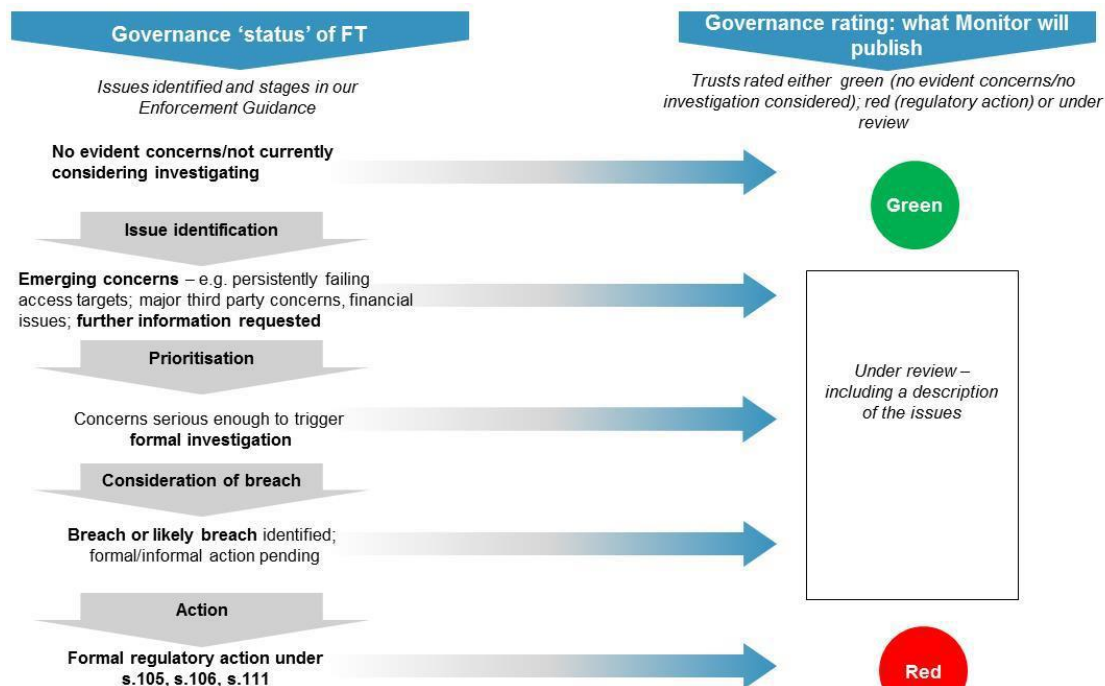 Governance ‘status’ of FT
Issues identified and stages in our
Enforcement Guidance
Governance rating: what Monitor will
publish
Trusts rated either green (no evident concerns/no
investigation considered); red (regulatory action) or under
review
No evident concerns/not currently
considering investigating
Green
Issue identification
Emerging concerns – e.g. persistently failing
access targets; major third party concerns, financial
issues; further information requested
Under review –
including a description
of the issues
Prioritisation
Concerns serious enough to trigger
formal investigation
Consideration of breach
Breach or likely breach identified;
formal/informal action pending
Action
Formal regulatory action under
s.105, s.106, s.111
Red